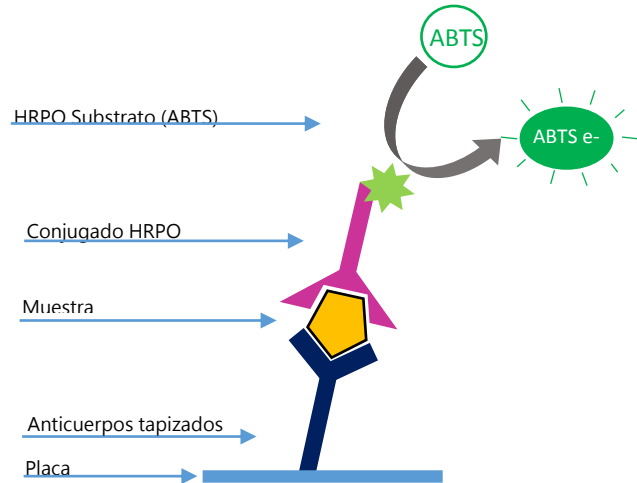 ABTS
HRPO Substrato (ABTS)
ABTS e-
Conjugado HRPO
Muestra
Anticuerpos tapizados
Placa